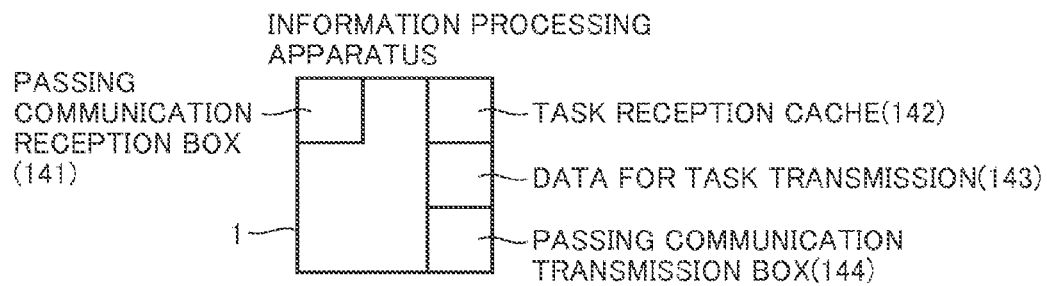 INFORMATION PROCESSING
APPARATUS
PASSING
COMMUNICATION
RECEPTION BOX
(141)
TASK RECEPTION CACHE(142)
DATA FOR TASK TRANSMISSION(143)
1
PASSING COMMUNICATION
TRANSMISSION BOX(144)